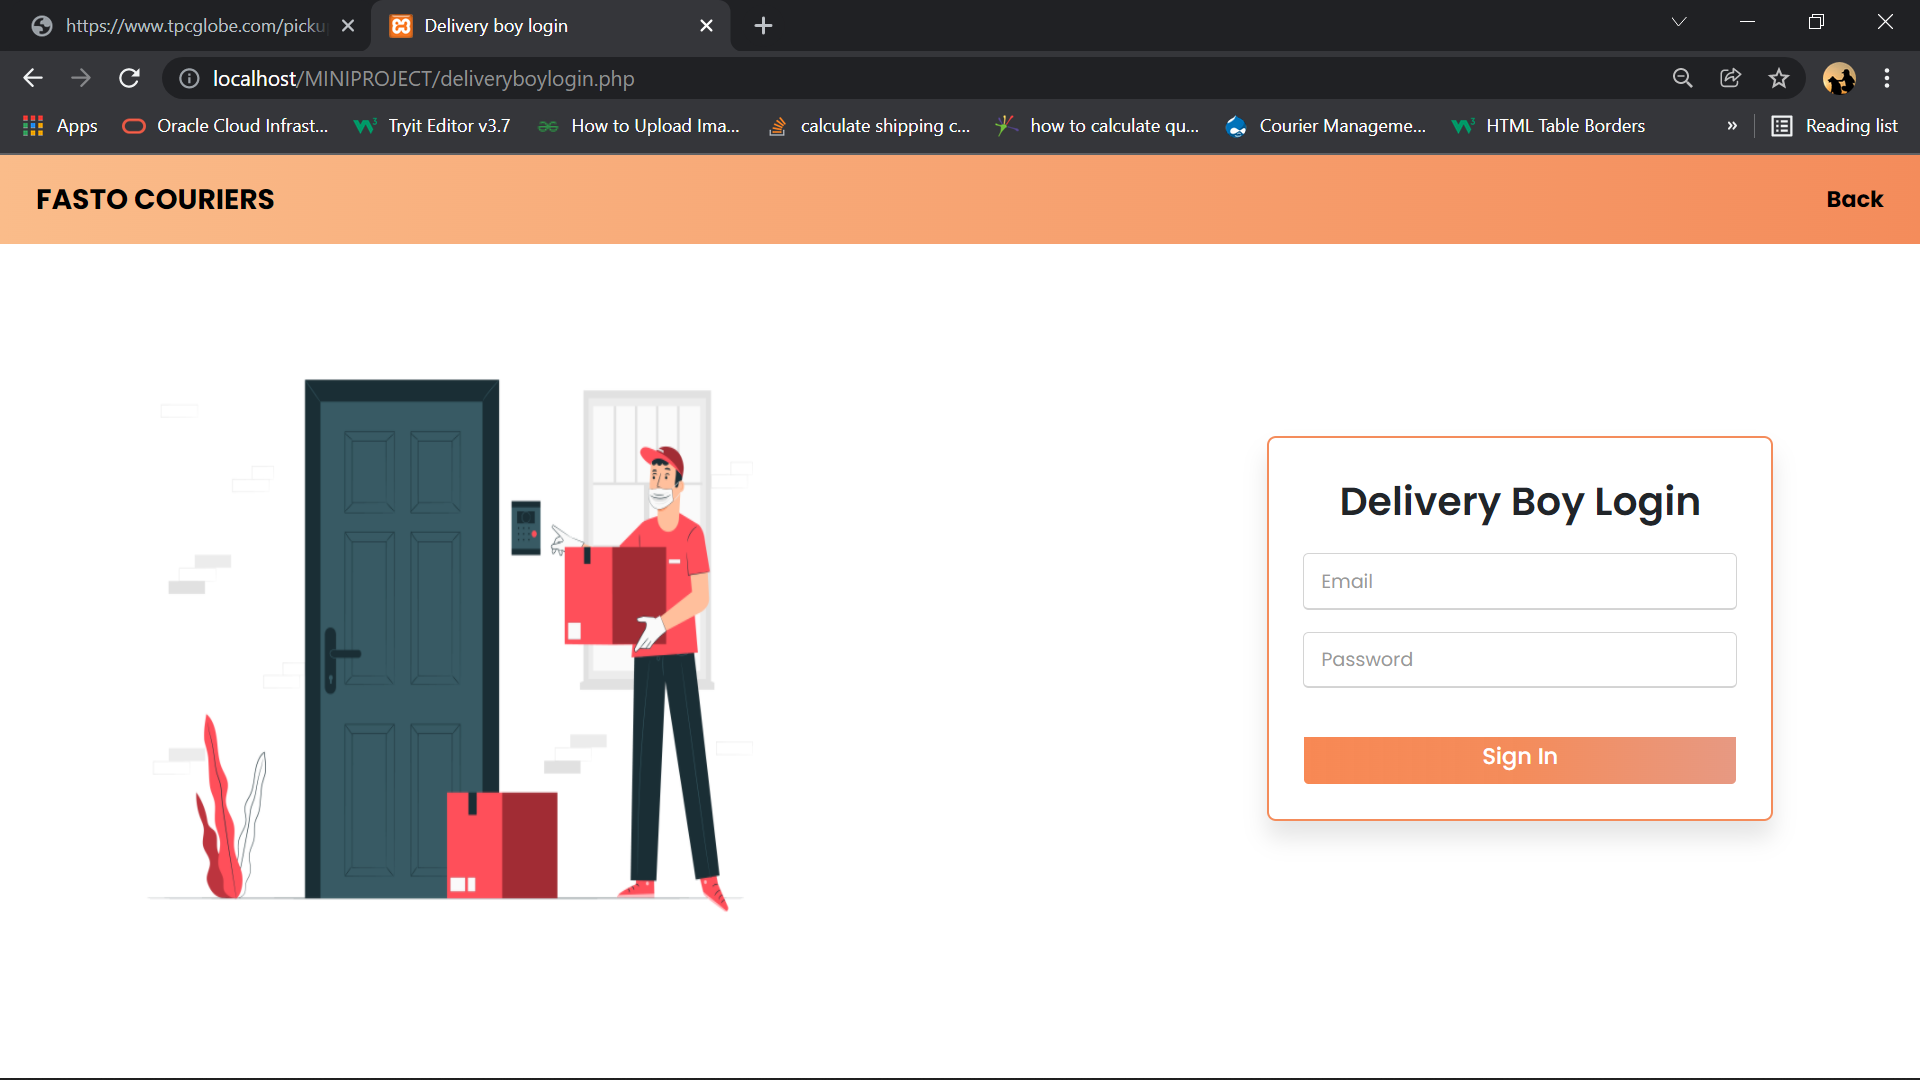 https://www.tpcglobe.com/picku
Delivery boy login
localhost/MINIPROJECT/deliveryboylogin.php
Apps
Oracle Cloud Infrast...
Tryit Editor v3.7
How to Upload Ima...
calculate shipping c...
how to calculate qu...
Courier Manageme...
HTML Table Borders
»
Reading list
FASTO COURIERS
Back
Delivery Boy Login
Email
Password
Sign In